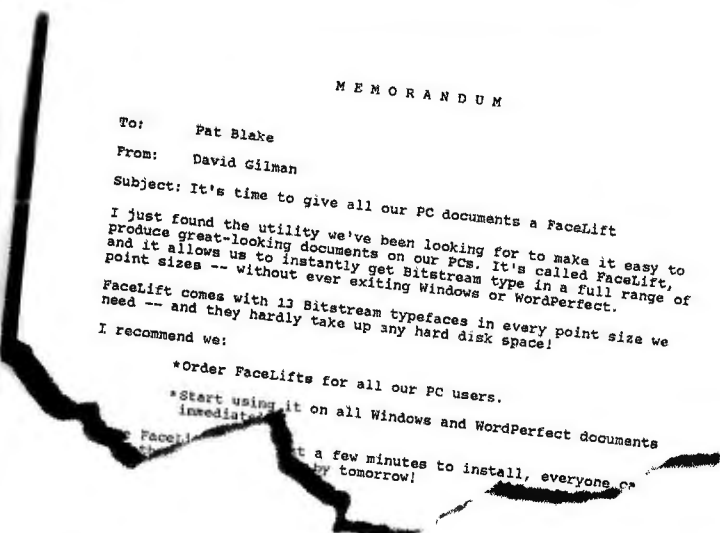 M E M O R A N D U M
To: Pat Blake
From: David Gilman
Subject: It's time to give all our PC documents a FaceLift
I just found the utility we've been looking for to make it easy to
produce great-looking documents on our PCs. It's called FaceLift,
and it allows us to instantly get Bitstream type in a full range of
point sizes -- without ever exiting Windows or WordPerfect.
FaceLift comes with 13 Bitstream typefaces in every point size we
need -- and they hardly take up any hard disk space!
I recommend we:
*Order FaceLifts for all our PC users.
*Start using it on all Windows and WordPerfect documents
a few minutes to install, everyone
by tomorrow!